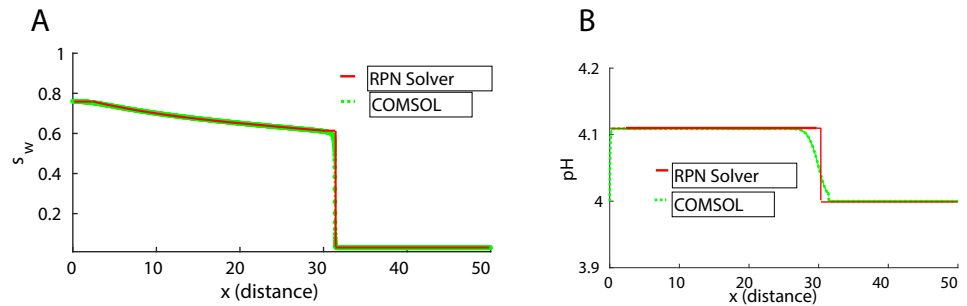 A
1
0.8
0.6
0.4
0.2
s_w
0
10
20
30
40
50
x (distance)
RPN Solver
COMSOL
B
4.2
4.1
4
3.9
pH
0
10
20
30
40
50
x (distance)
RPN Solver
COMSOL